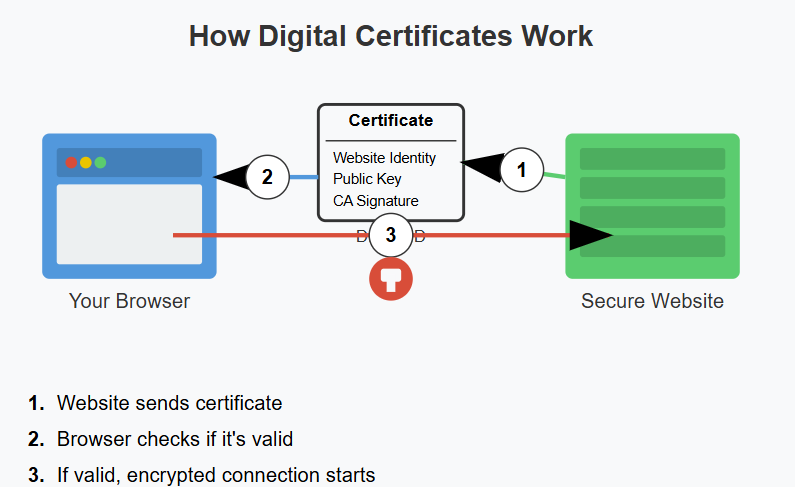 How Digital Certificates Work
Certificate
Website Identity
Public Key
CA Signature
2
1
3
Your Browser
Secure Website
1. Website sends certificate
2. Browser checks if it's valid
3. If valid, encrypted connection starts